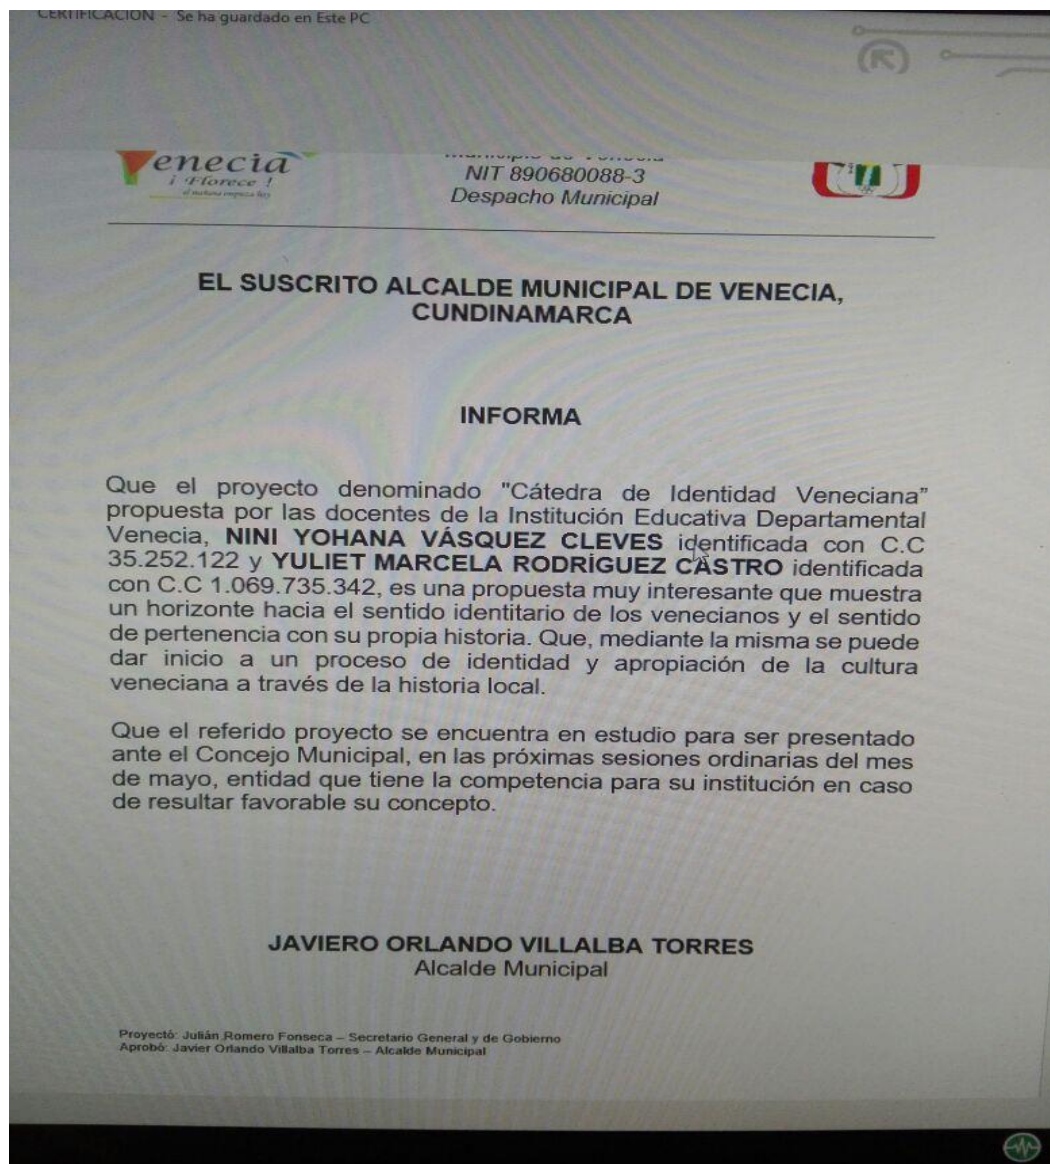 CERTIFICACIÓN - Se ha guardado en Este PC
Venecia
¡ Florece !
Municipio de Venecia
NIT 890680088-3
Despacho Municipal
EL SUSCRITO ALCALDE MUNICIPAL DE VENECIA,
CUNDINAMARCA
INFORMA
Que el proyecto denominado "Cátedra de Identidad Veneciana"
propuesta por las docentes de la Institución Educativa Departamental
Venecia, NINI YOHANA VÁSQUEZ CLEVES identificada con C.C
35.252.122 y YULIET MARCELA RODRÍGUEZ CASTRO identificada
con C.C 1.069.735.342, es una propuesta muy interesante que muestra
un horizonte hacia el sentido identitario de los venecianos y el sentido
de pertenencia con su propia historia. Que, mediante la misma se puede
dar inicio a un proceso de identidad y apropiación de la cultura
veneciana a través de la historia local.
Que el referido proyecto se encuentra en estudio para ser presentado
ante el Concejo Municipal, en las próximas sesiones ordinarias del mes
de mayo, entidad que tiene la competencia para su institución en caso
de resultar favorable su concepto.
JAVIERO ORLANDO VILLALBA TORRES
Alcalde Municipal
Proyectó: Julián Romero Fonseca – Secretario General y de Gobierno
Aprobó: Javier Orlando Villalba Torres – Alcalde Municipal